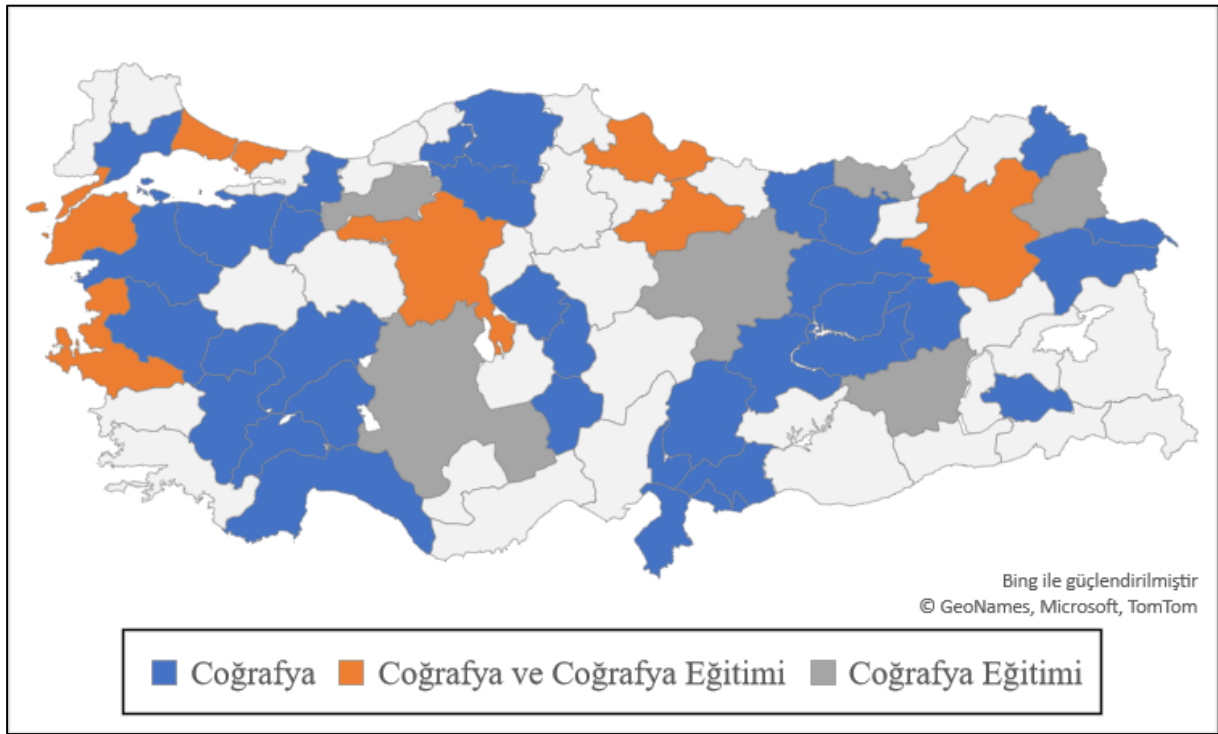 Bing ile güçlendirilmiştir
© GeoNames, Microsoft, TomTom
Coğrafya Coğrafya ve Coğrafya Eğitimi Coğrafya Eğitimi